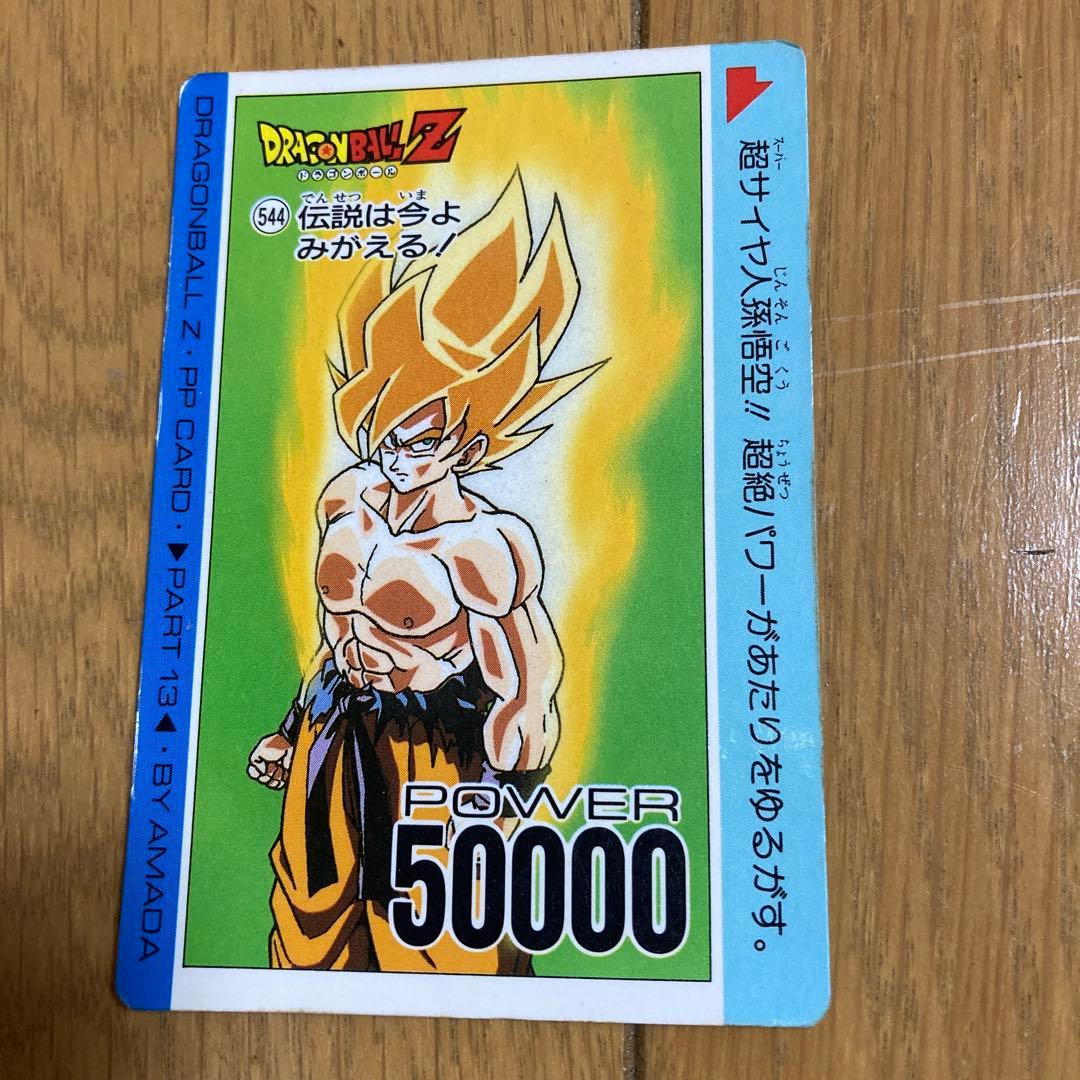 DRAGONBALL Z
ドラゴンボール
544
でんせつ いま
伝説は今よ
みがえる!
POWER
50000
DRAGONBALL Z・PP CARD・▶PART 13◀・BY AMADA
スーパー じんそんごくう ちょうぜつ
超サイヤ人孫悟空!! 超絶パワーがあたりをゆるがす。